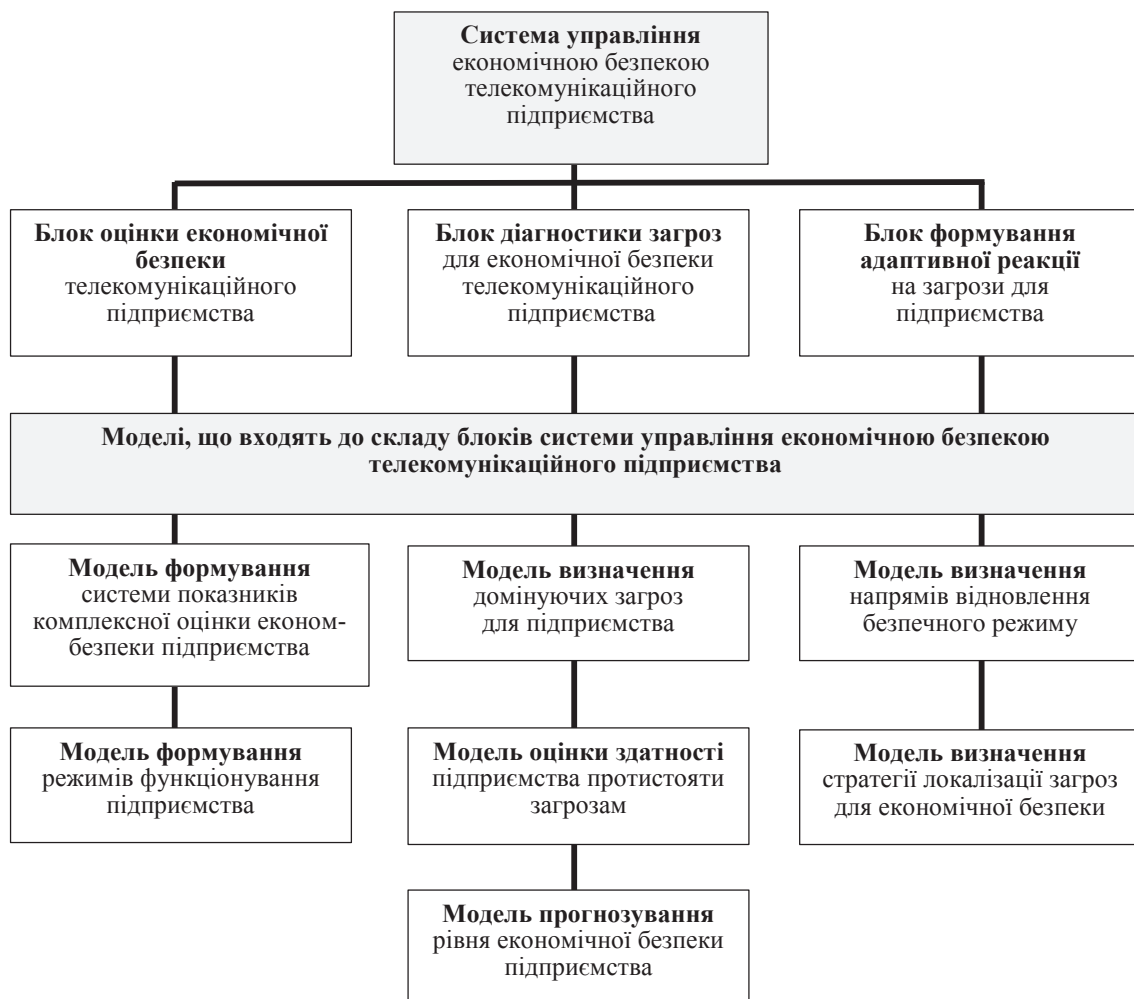 Система управління
економічною безпекою
телекомунікаційного
підприємства
Блок оцінки економічної
безпеки
телекомунікаційного
підприємства
Блок діагностики загроз
для економічної безпеки
телекомунікаційного
підприємства
Блок формування
адаптивної реакції
на загрози для
підприємства
Моделі, що входять до складу блоків системи управління економічною безпекою
телекомунікаційного підприємства
Модель формування
системи показників
комплексної оцінки економ-
безпеки підприємства
Модель визначення
домінуючих загроз
для підприємства
Модель визначення
напрямів відновлення
безпечного режиму
Модель формування
режимів функціонування
підприємства
Модель оцінки здатності
підприємства протистояти
загрозам
Модель визначення
стратегії локалізації загроз
для економічної безпеки
Модель прогнозування
рівня економічної безпеки
підприємства